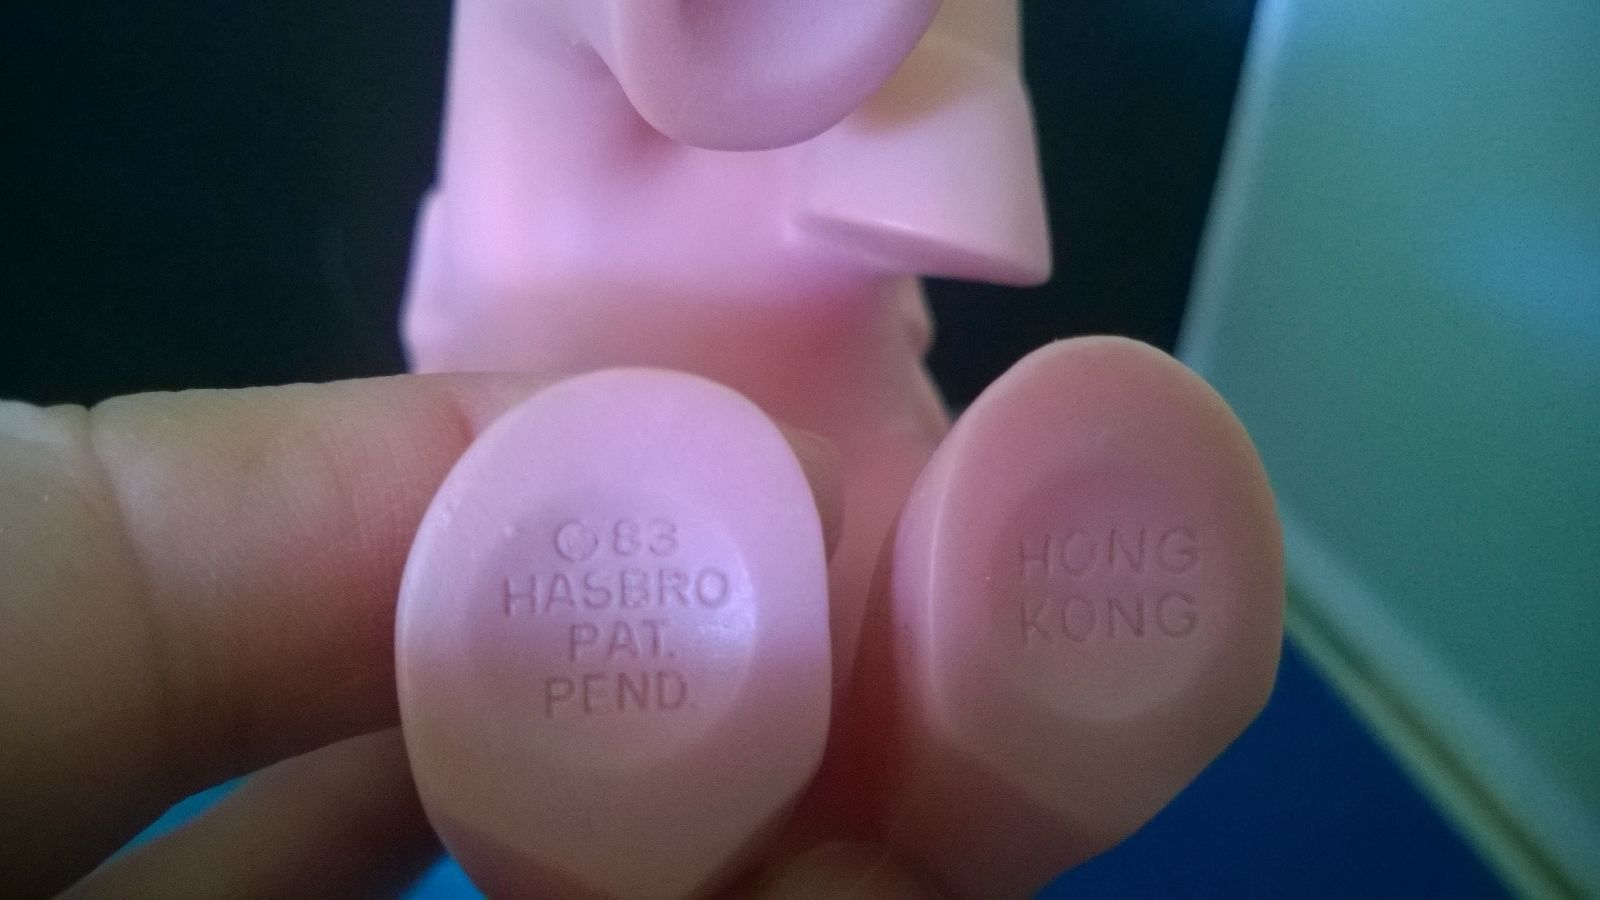 © 83
HASBRO
PAT.
PEND.
HONG
KONG